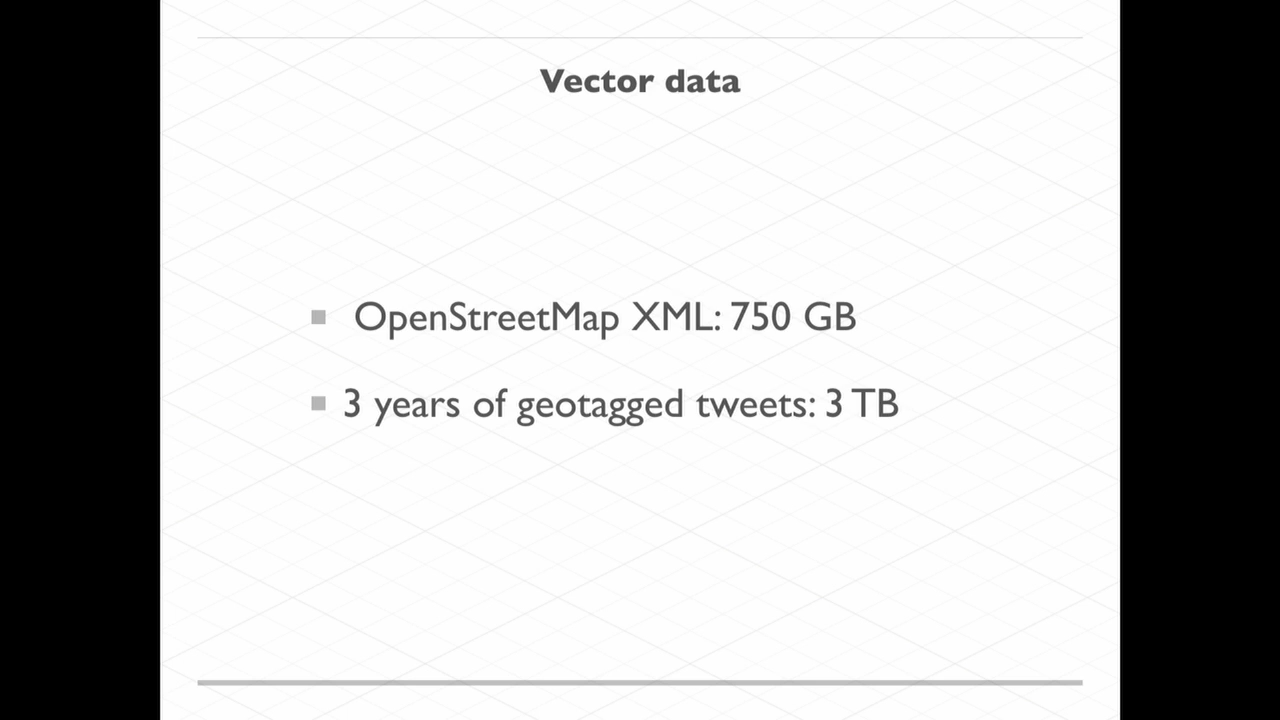 Vector data
OpenStreetMap XML: 750 GB
3 years of geotagged tweets: 3 TB